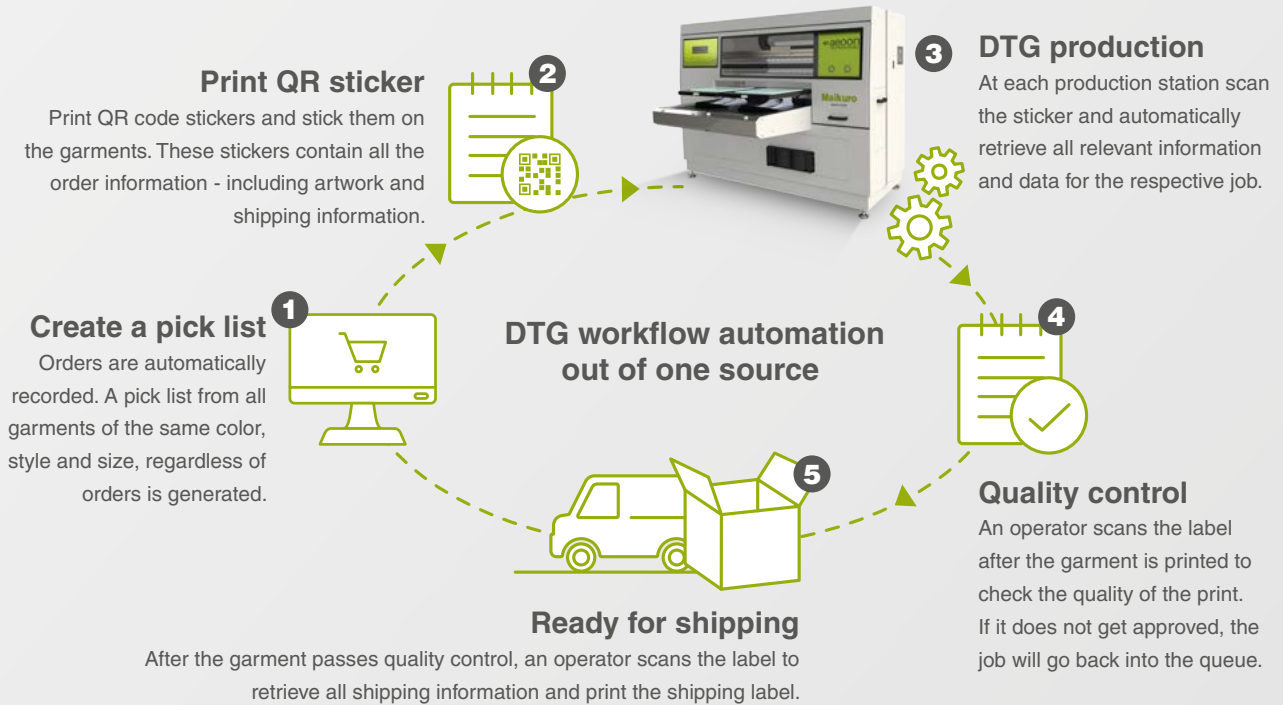 DTG workflow automation
out of one source
1
Create a pick list
Orders are automatically
recorded. A pick list from all
garments of the same color,
style and size, regardless of
orders is generated.
2
Print QR sticker
Print QR code stickers and stick them on
the garments. These stickers contain all the
order information - including artwork and
shipping information.
aeoon
Maikuro
3
DTG production
At each production station scan
the sticker and automatically
retrieve all relevant information
and data for the respective job.
4
Quality control
An operator scans the label
after the garment is printed to
check the quality of the print.
If it does not get approved, the
job will go back into the queue.
5
Ready for shipping
After the garment passes quality control, an operator scans the label to
retrieve all shipping information and print the shipping label.